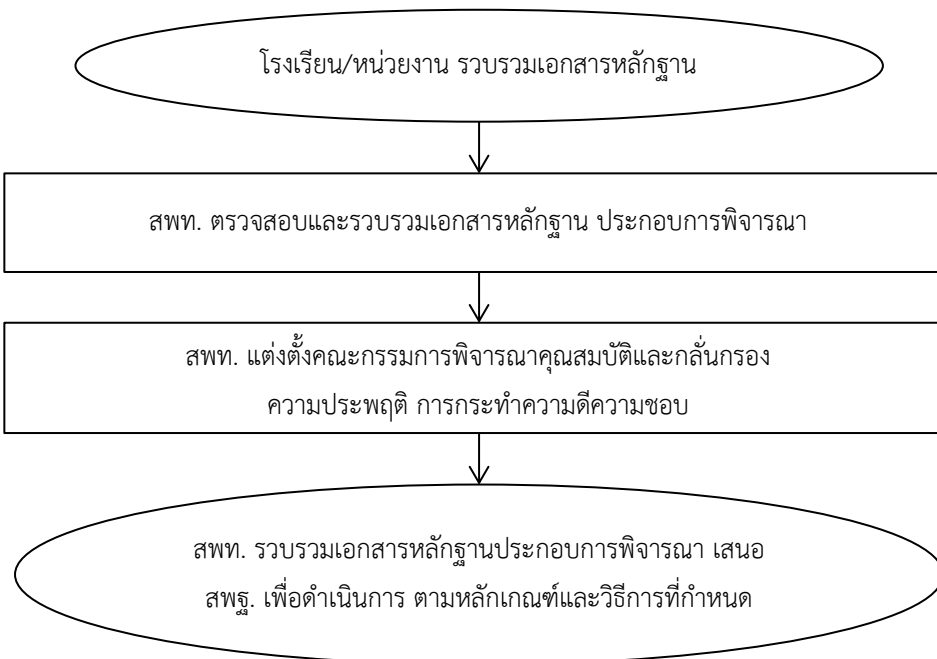 โรงเรียน/หน่วยงาน รวบรวมเอกสารหลักฐาน
สพท. ตรวจสอบและรวบรวมเอกสารหลักฐาน ประกอบการพิจารณา
สพท. แต่งตั้งคณะกรรมการพิจารณาคุณสมบัติและกลั่นกรอง
ความประพฤติ การกระทำความดีความชอบ
สพท. รวบรวมเอกสารหลักฐานประกอบการพิจารณา เสนอ
สพฐ. เพื่อดำเนินการ ตามหลักเกณฑ์และวิธีการที่กำหนด